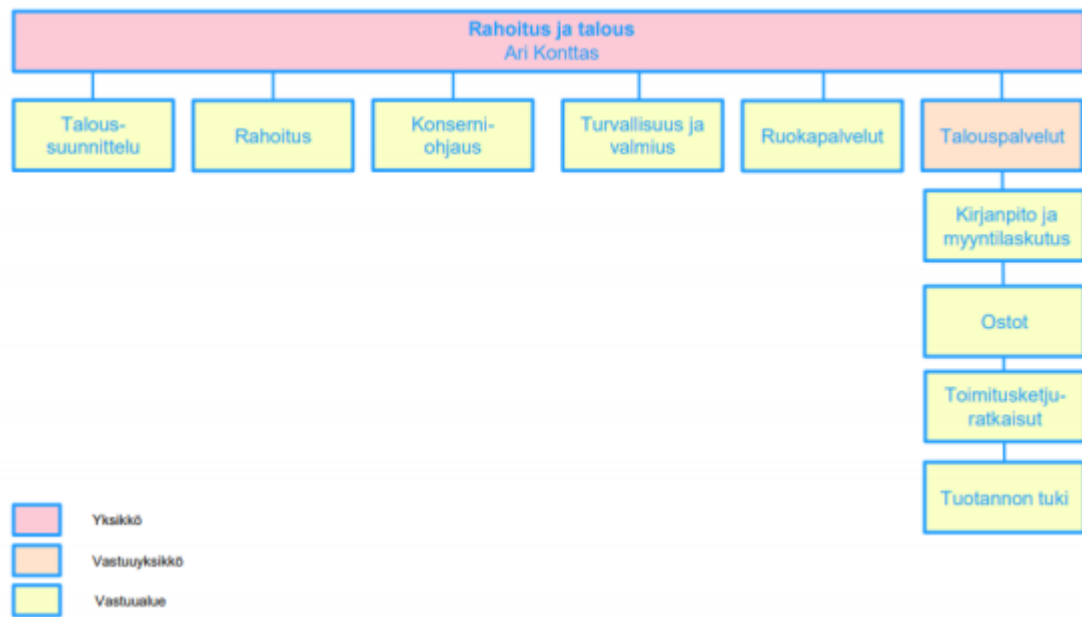 Rahoitus ja talous
Ari Konttas
Talous-
suunnittelu
Rahoitus
Konserni-
ohjaus
Turvallisuus ja
valmius
Ruokapalvelut
Talouspalvelut
Kirjanpito ja
myyntilaskutus
Ostot
Toimitusketju-
ratkaisut
Tuotannon tuki
Yksikkö
Vastuuyksikkö
Vastuualue